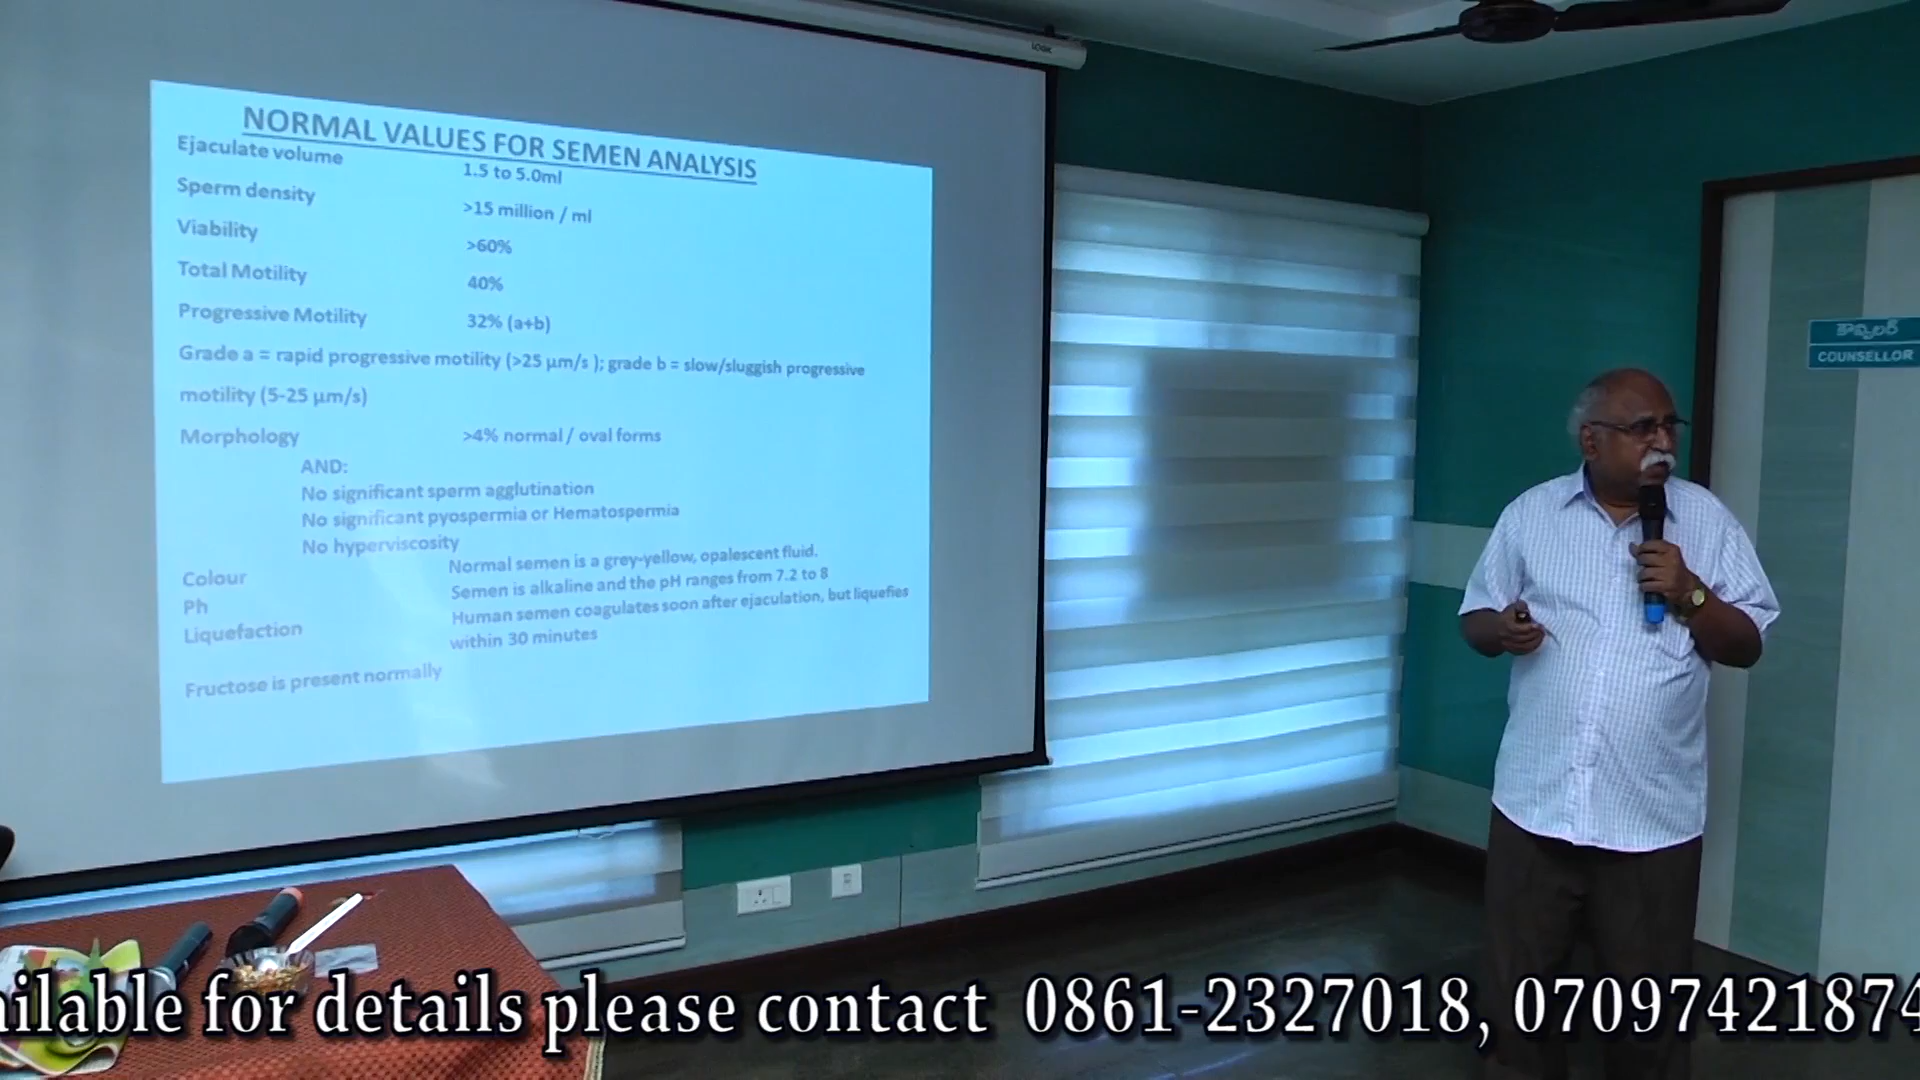 LOGIK
NORMAL VALUES FOR SEMEN ANALYSIS
Ejaculate volume 1.5 to 5.0ml
Sperm density >15 million / ml
Viability >60%
Total Motility 40%
Progressive Motility 32% (a+b)
Grade a = rapid progressive motility (>25 µm/s ); grade b = slow/sluggish progressive
motility (5-25 µm/s)
Morphology >4% normal / oval forms
AND:
No significant sperm agglutination
No significant pyospermia or Hematospermia
No hyperviscosity
Colour Normal semen is a grey-yellow, opalescent fluid.
Ph Semen is alkaline and the pH ranges from 7.2 to 8
Liquefaction Human semen coagulates soon after ejaculation, but liquefies
within 30 minutes
Fructose is present normally
కౌన్సిలర్
COUNSELLOR
ailable for details please contact 0861-2327018, 07097421874